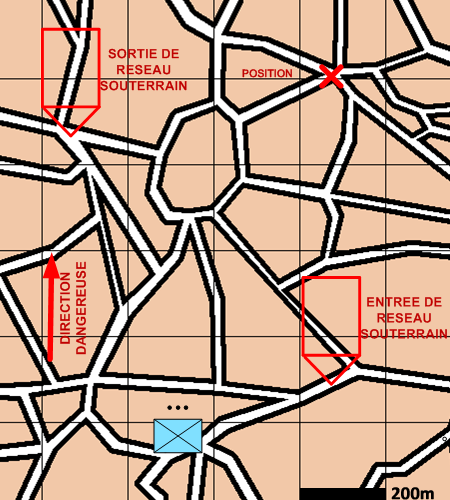 SORTIE DE
RESEAU
SOUTERRAIN
POSITION
DIRECTION
DANGEREUSE
ENTREE DE
RESEAU
SOUTERRAIN
200m